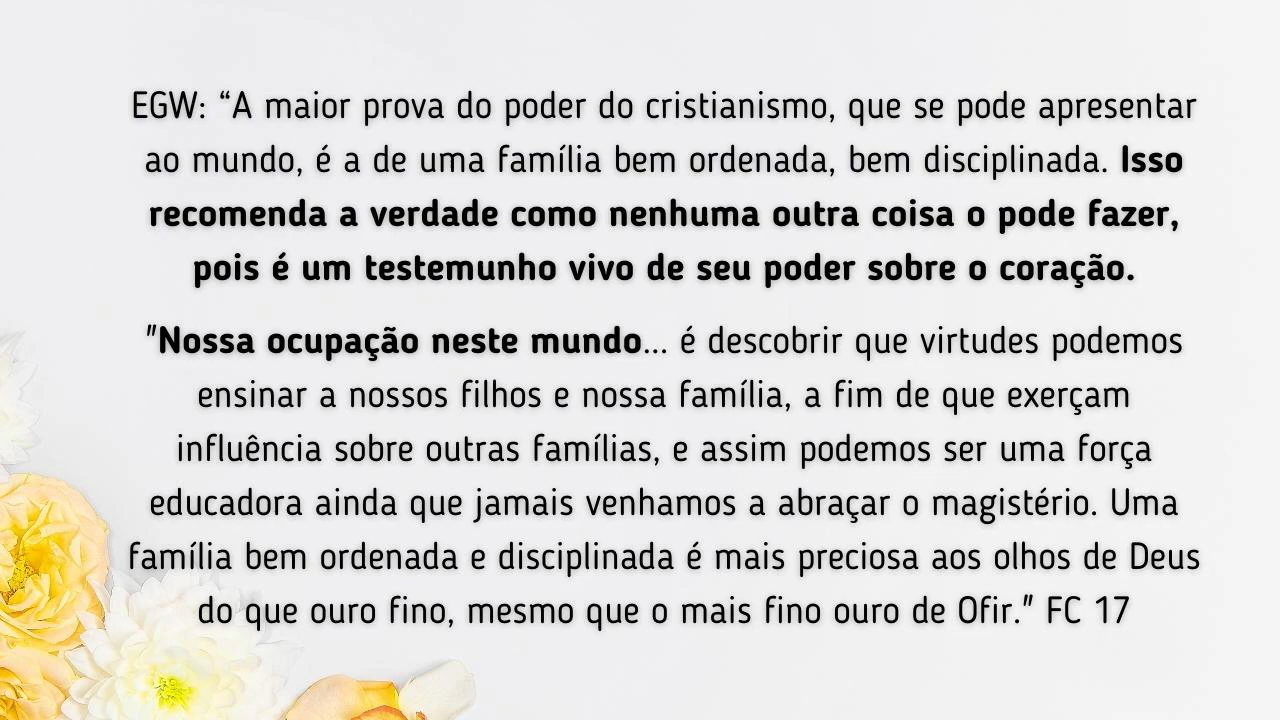 EGW: “A maior prova do poder do cristianismo, que se pode apresentar
ao mundo, é a de uma família bem ordenada, bem disciplinada. Isso
recomenda a verdade como nenhuma outra coisa o pode fazer,
pois é um testemunho vivo de seu poder sobre o coração.
"Nossa ocupação neste mundo... é descobrir que virtudes podemos
ensinar a nossos filhos e nossa família, a fim de que exerçam
influência sobre outras famílias, e assim podemos ser uma força
educadora ainda que jamais venhamos a abraçar o magistério. Uma
família bem ordenada e disciplinada é mais preciosa aos olhos de Deus
do que ouro fino, mesmo que o mais fino ouro de Ofir." FC 17